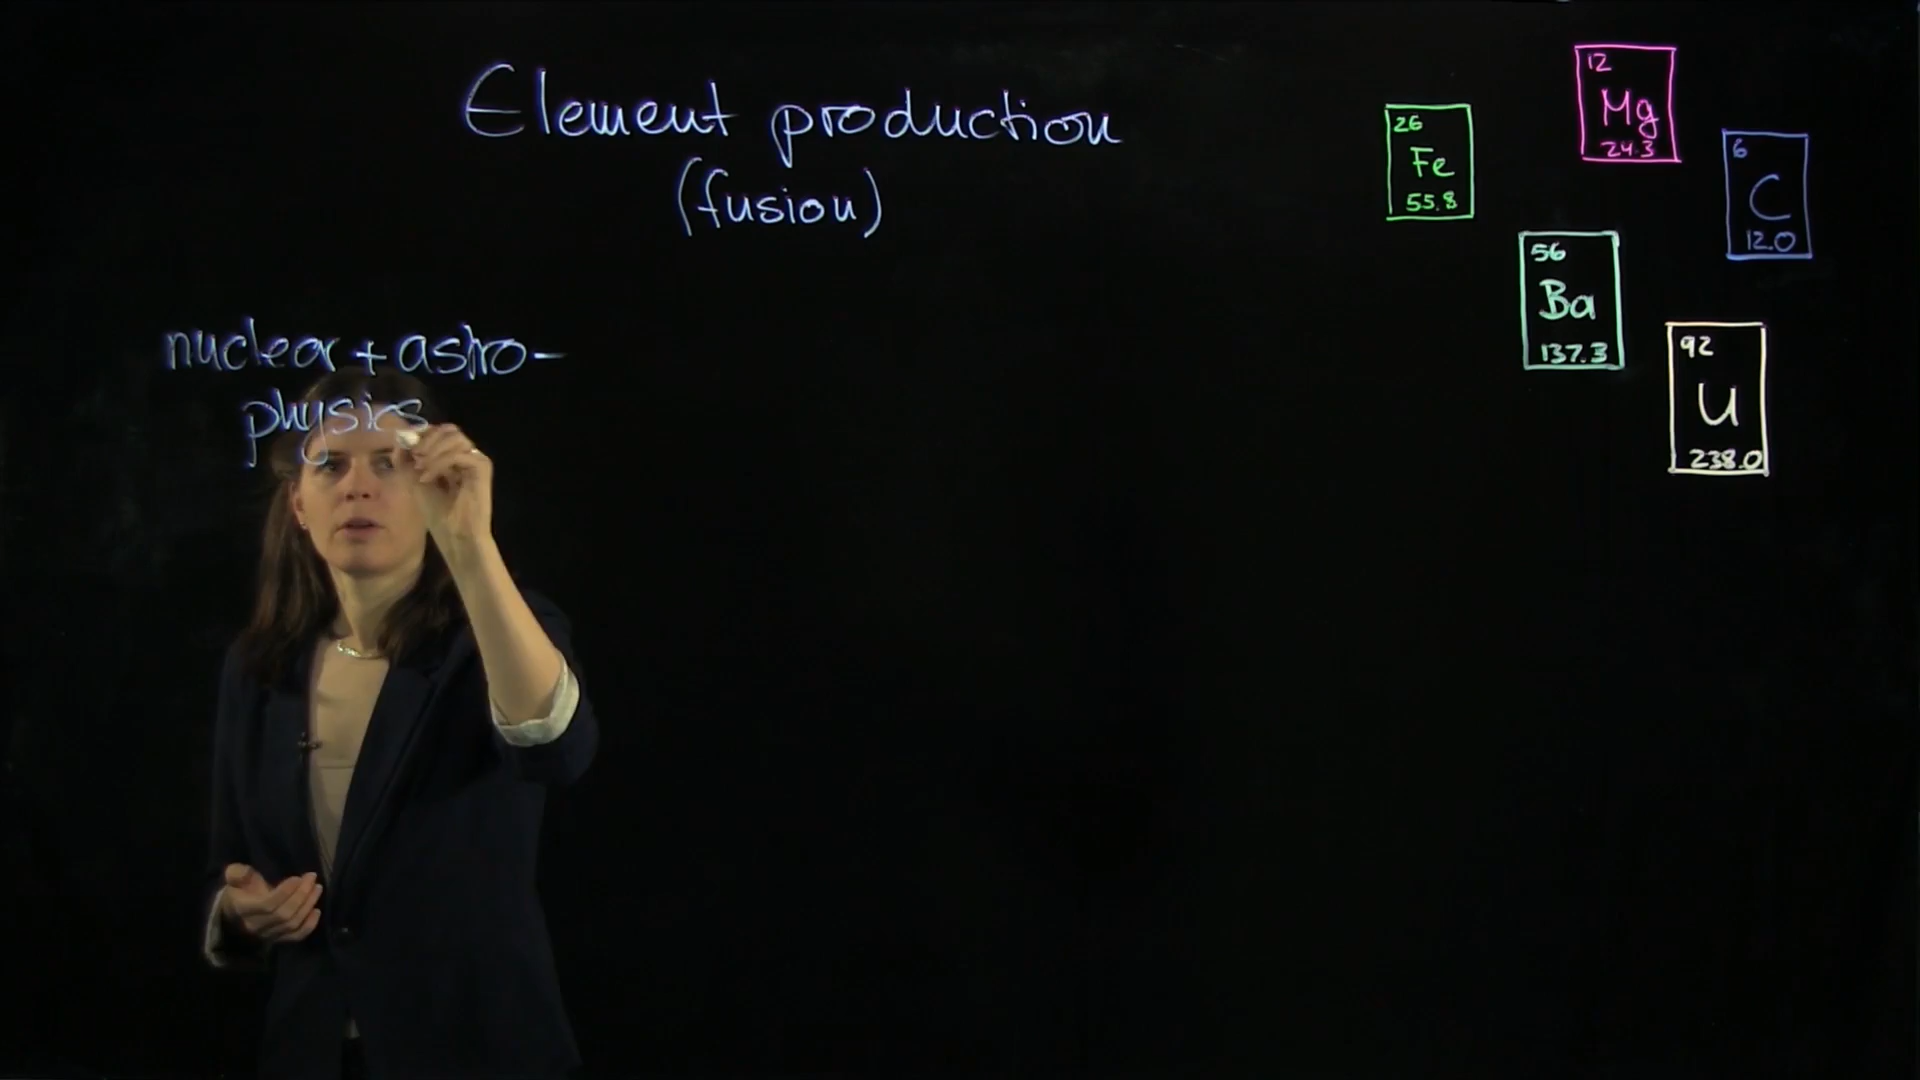 Element production
(fusion)
nuclear + astro-
physics
26
Fe
55.8
12
Mg
24.3
6
C
12.0
56
Ba
137.3
92
U
238.0